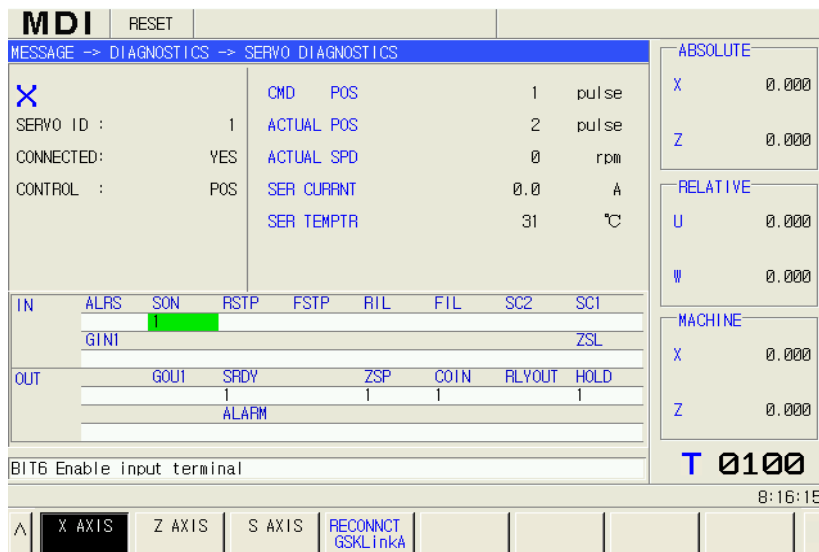 MDI RESET
MESSAGE -> DIAGNOSTICS -> SERVO DIAGNOSTICS
X
SERVO ID : 1
CONNECTED: YES
CONTROL : POS
CMD POS 1 pulse
ACTUAL POS 2 pulse
ACTUAL SPD 0 rpm
SER CURRNT 0.0 A
SER TEMPTR 31 ℃
IN ALRS SON RSTP FSTP RIL FIL SC2 SC1
1
GIN1 ZSL
OUT GOU1 SRDY ZSP COIN RLYOUT HOLD
1 1 1 1
ALARM
BIT6 Enable input terminal
ABSOLUTE
X 0.000
Z 0.000
RELATIVE
U 0.000
W 0.000
MACHINE
X 0.000
Z 0.000
T 0100
8:16:15
^ X AXIS Z AXIS S AXIS RECONNCT
GSKLinkA